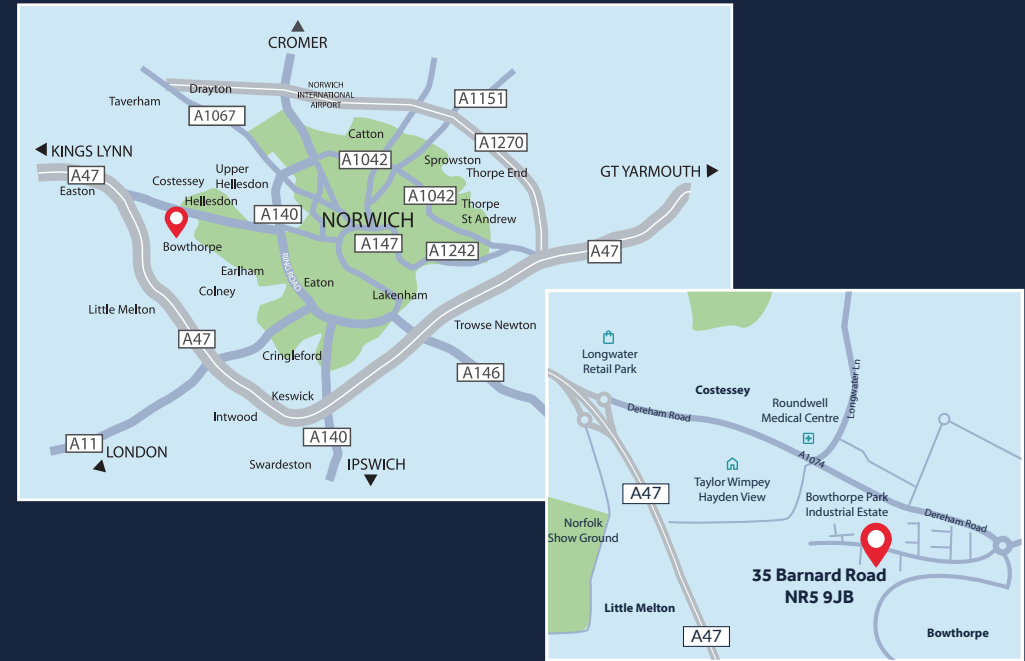 CROMER
Drayton
NORWICH
INTERNATIONAL
AIRPORT
Taverham
A1067
A1151
Catton
A1270
KINGS LYNN
A1042
Sprowston
Thorpe End
GT YARMOUTH
A47
Easton
Costessey
Upper
Hellesdon
Hellesdon
A1042
Thorpe
St Andrew
A140
NORWICH
Bowthorpe
A147
A1242
A47
RING ROAD
Earlham
Eaton
Colney
Lakenham
Little Melton
Trowse Newton
A47
Cringleford
A146
Keswick
Intwood
A11
LONDON
A140
Swardeston
IPSWICH
Longwater
Retail Park
Costessey
Longwater Ln
Dereham Road
Roundwell
Medical Centre
A1074
Taylor Wimpey
Hayden View
A47
Bowthorpe Park
Industrial Estate
Dereham Road
Norfolk
Show Ground
35 Barnard Road
NR5 9JB
Little Melton
A47
Bowthorpe